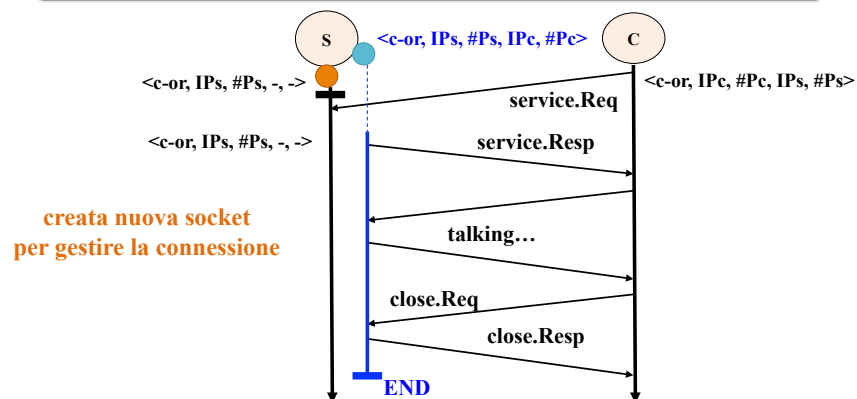 <c-or, IPs, #Ps, IPc, #Pc>
S
C
<c-or, IPs, #Ps, -, ->
<c-or, IPc, #Pc, IPs, #Ps>
service.Req
<c-or, IPs, #Ps, -, ->
service.Resp
creata nuova socket
per gestire la connessione
talking…
close.Req
close.Resp
END